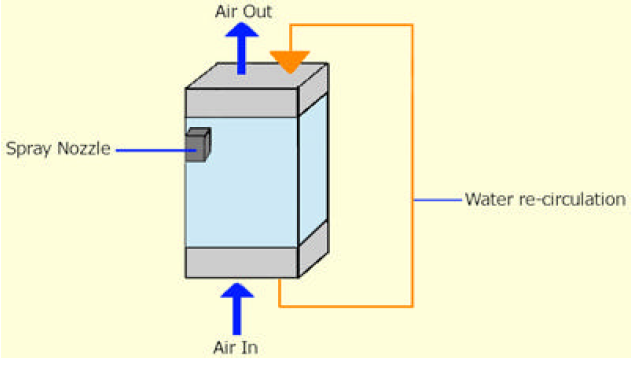 Air Out
Spray Nozzle
Water re-circulation
Air In